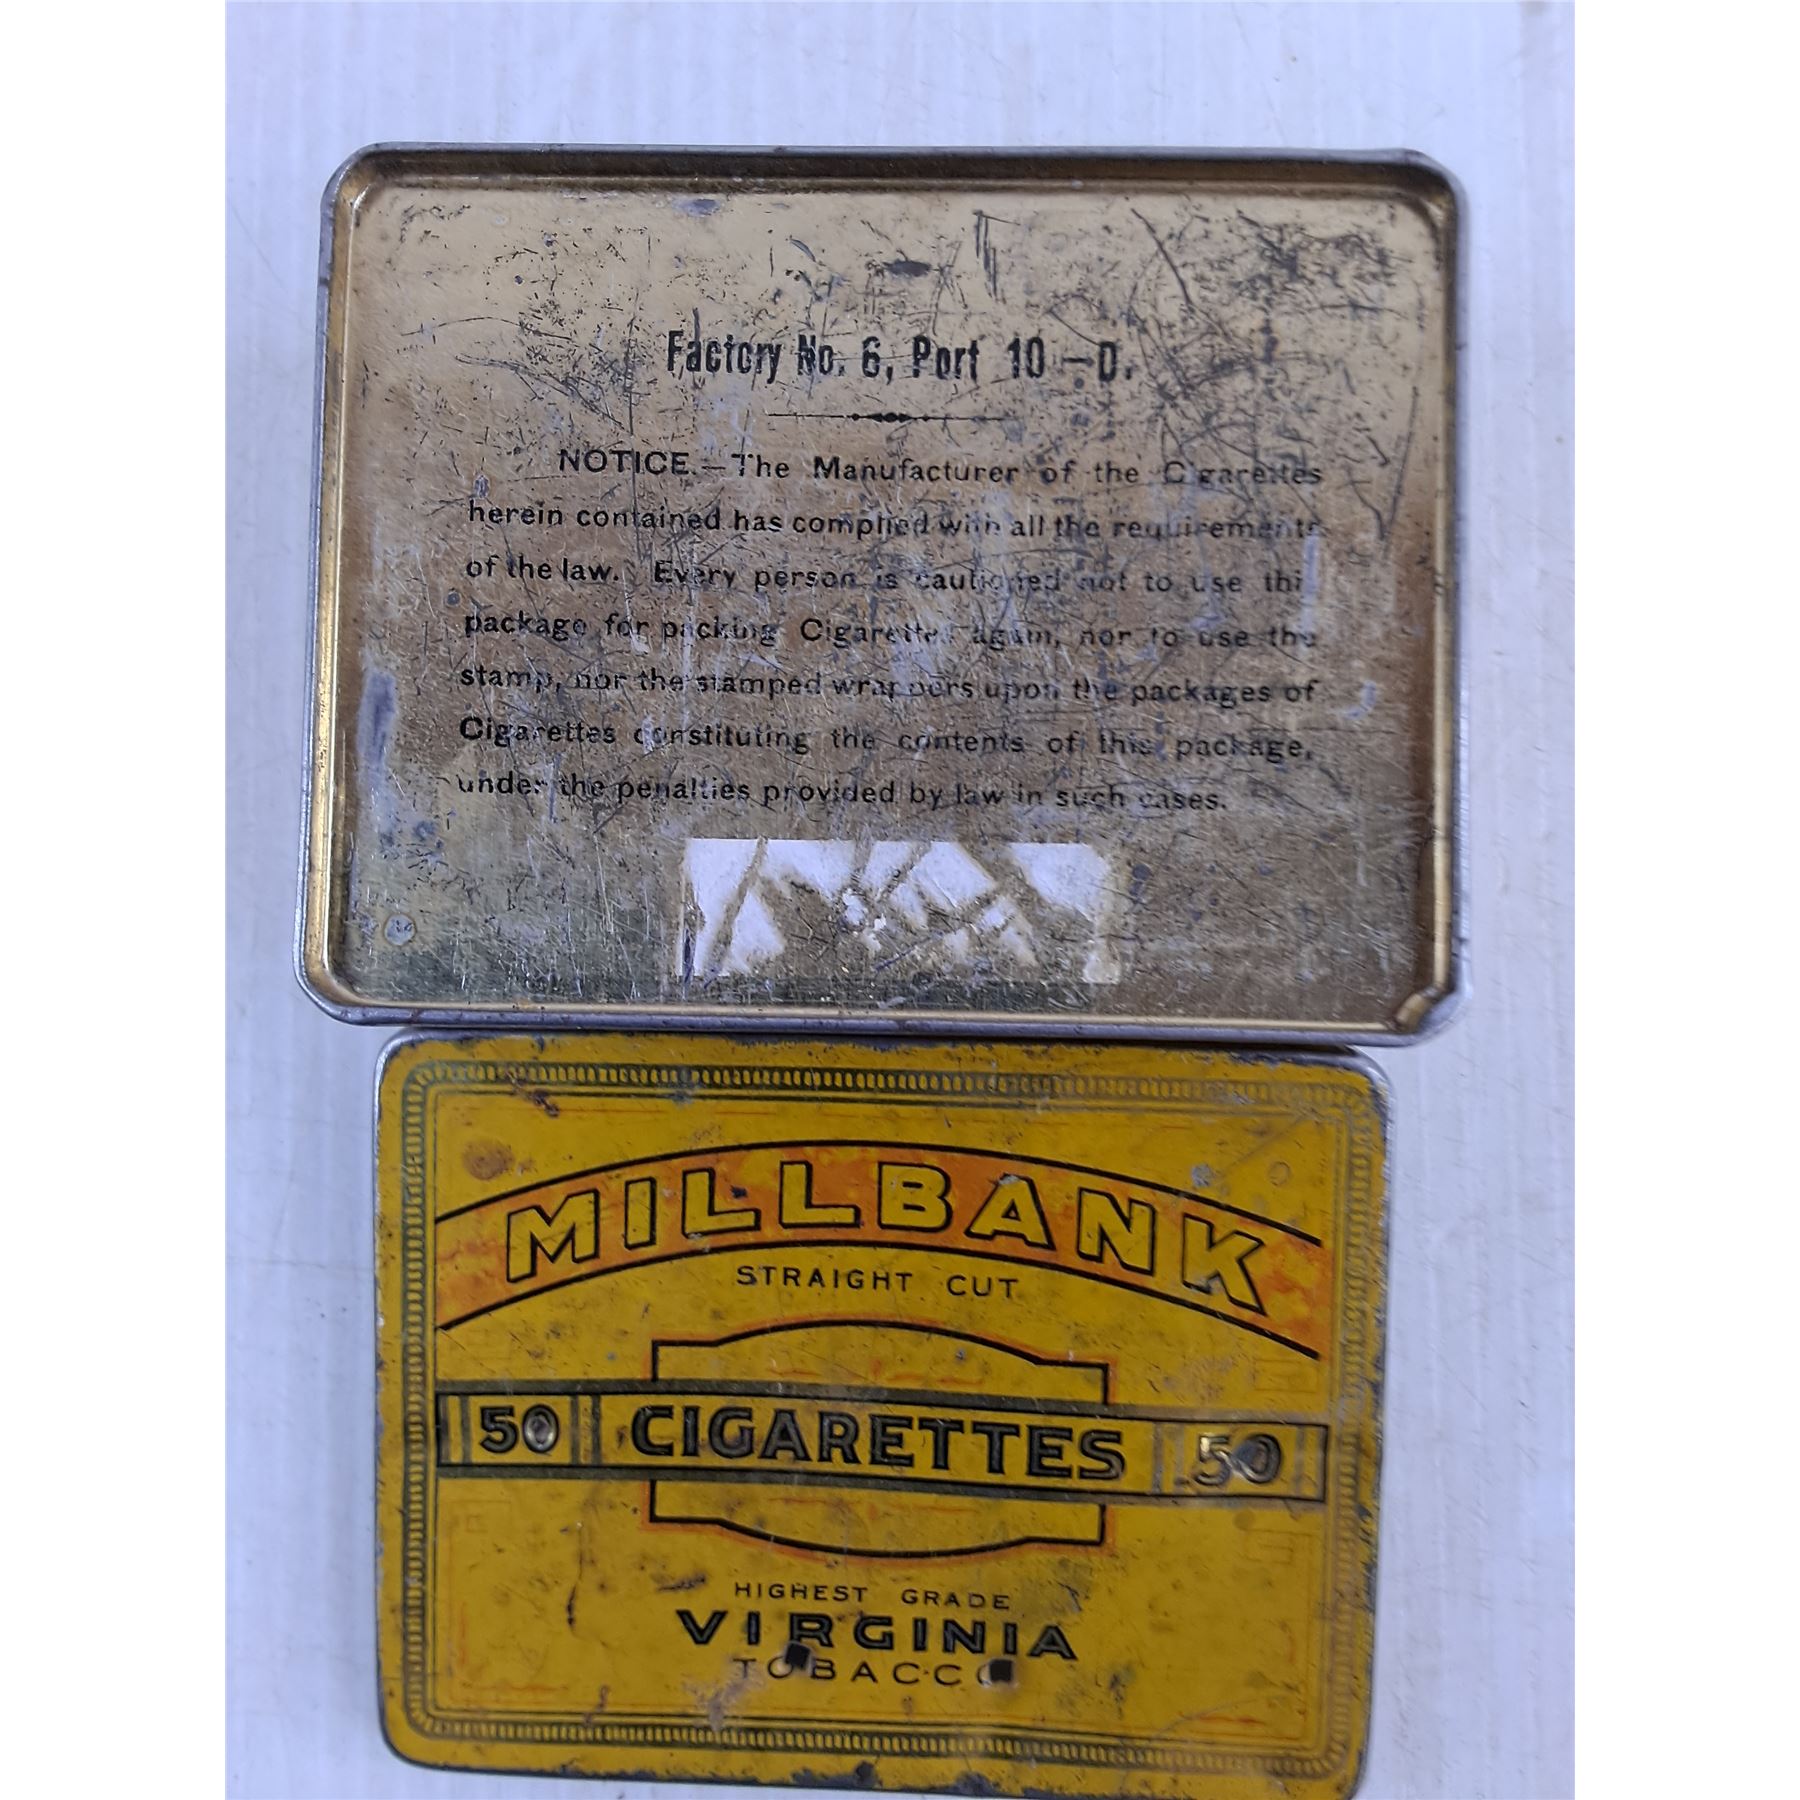 Factory No. 6, Port 10 — D.
NOTICE.—The Manufacturer of the Cigarettes
herein contained has complied with all the requirements
of the law. Every person is cautioned not to use this
package for packing Cigarettes again, nor to use the
stamp, nor the stamped wrappers upon the packages of
Cigarettes constituting the contents of this package,
under the penalties provided by law in such cases.
MILLBANK
STRAIGHT CUT
50 CIGARETTES 50
HIGHEST GRADE
VIRGINIA
TOBACCO